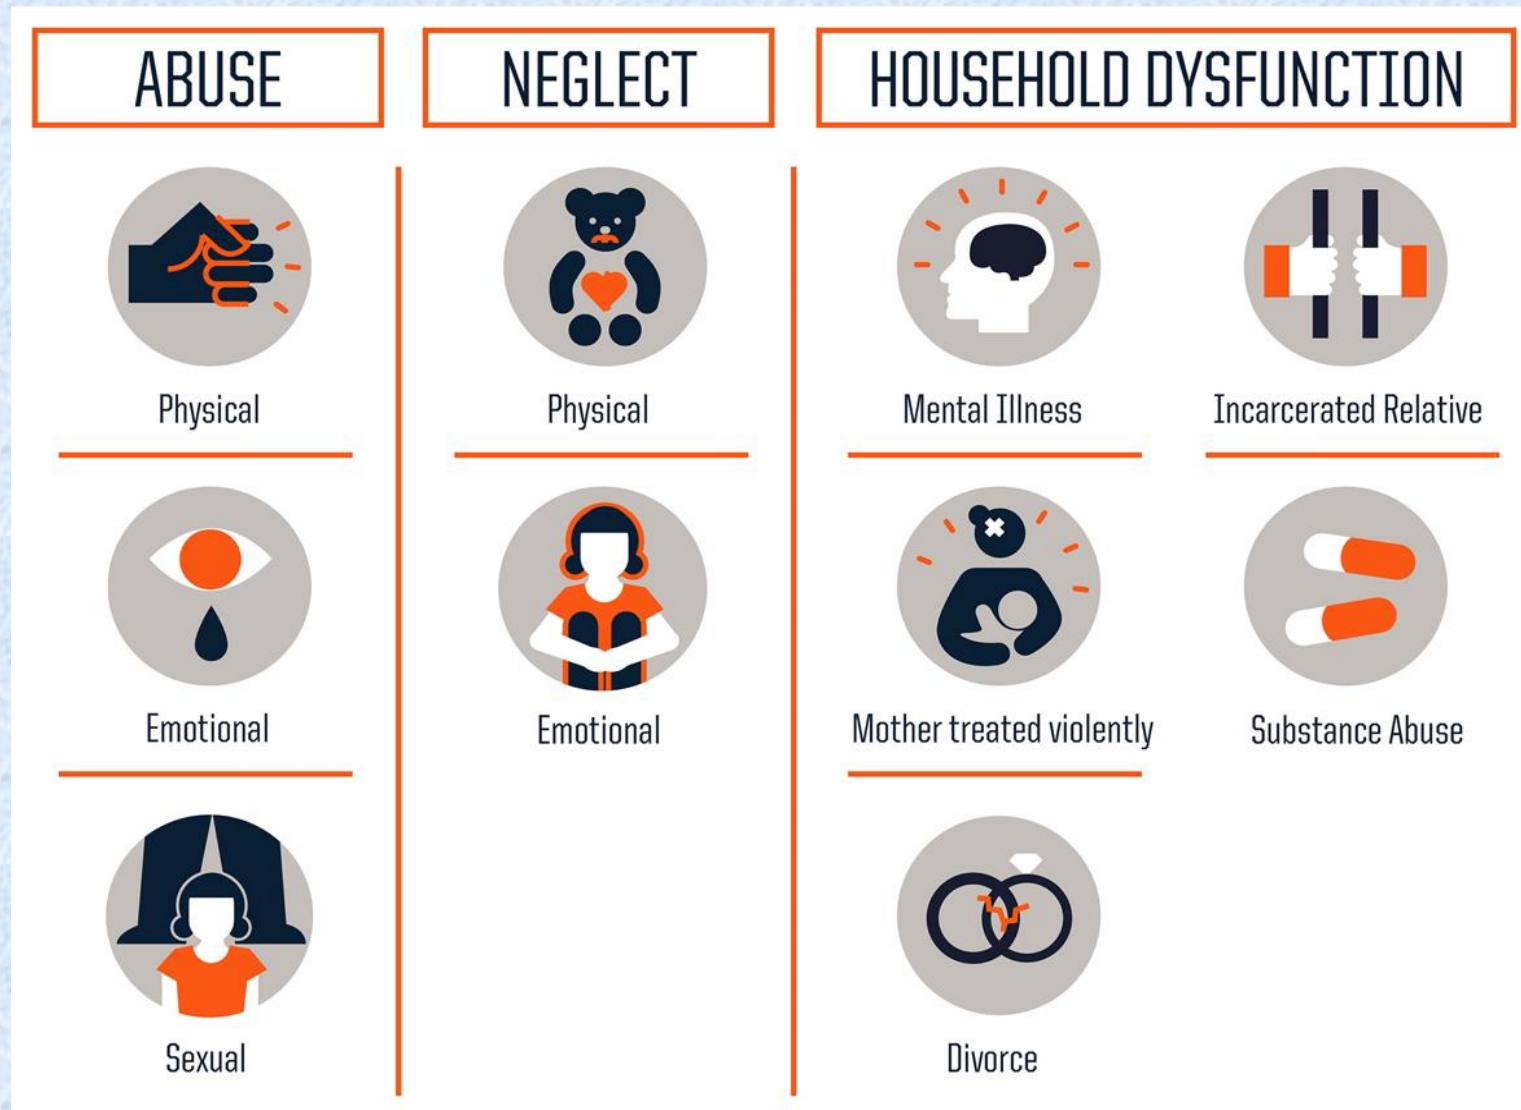 ABUSE
Physical
Emotional
Sexual
NEGLECT
Physical
Emotional
HOUSEHOLD DYSFUNCTION
Mental Illness
Incarcerated Relative
Mother treated violently
Substance Abuse
Divorce